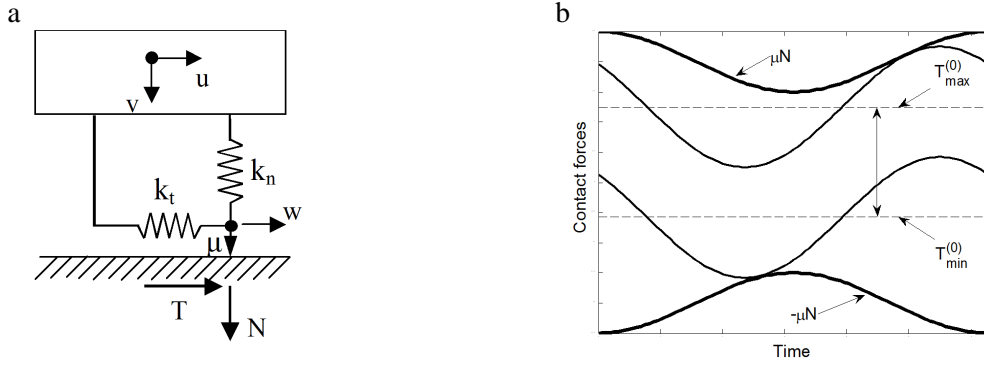 a
u
v
k_n
k_t
w
μ
T
N
b
μN
T_max^(0)
Contact forces
T_min^(0)
-μN
Time